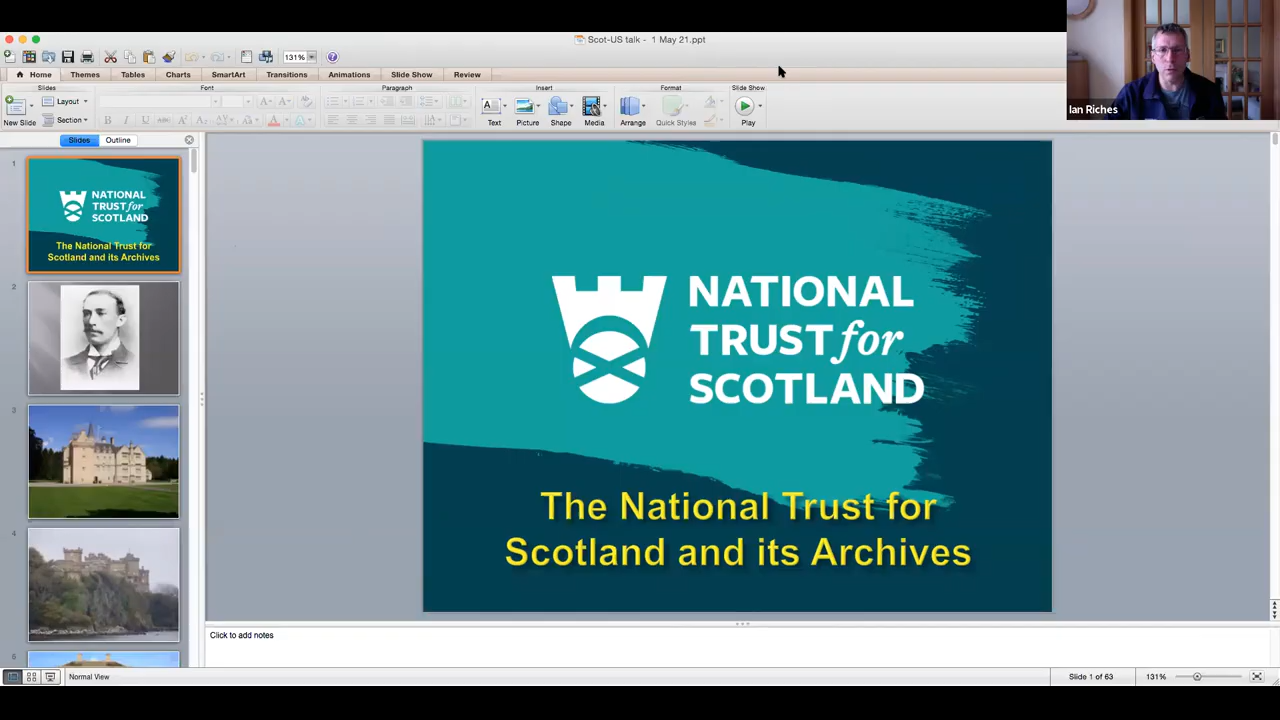 Scot-US talk - 1 May 21.ppt
Ian Riches
131%
Home
Themes
Tables
Charts
SmartArt
Transitions
Animations
Slide Show
Review
Slides
Font
Paragraph
Insert
Format
Slide Show
New Slide
Layout
Section
Text
Picture
Shape
Media
Arrange
Quick Styles
Play
Slides
Outline
1
NATIONAL
TRUST for
SCOTLAND
The National Trust for
Scotland and its Archives
2
3
4
NATIONAL
TRUST for
SCOTLAND
The National Trust for
Scotland and its Archives
Click to add notes
Normal View
Slide 1 of 63
131%